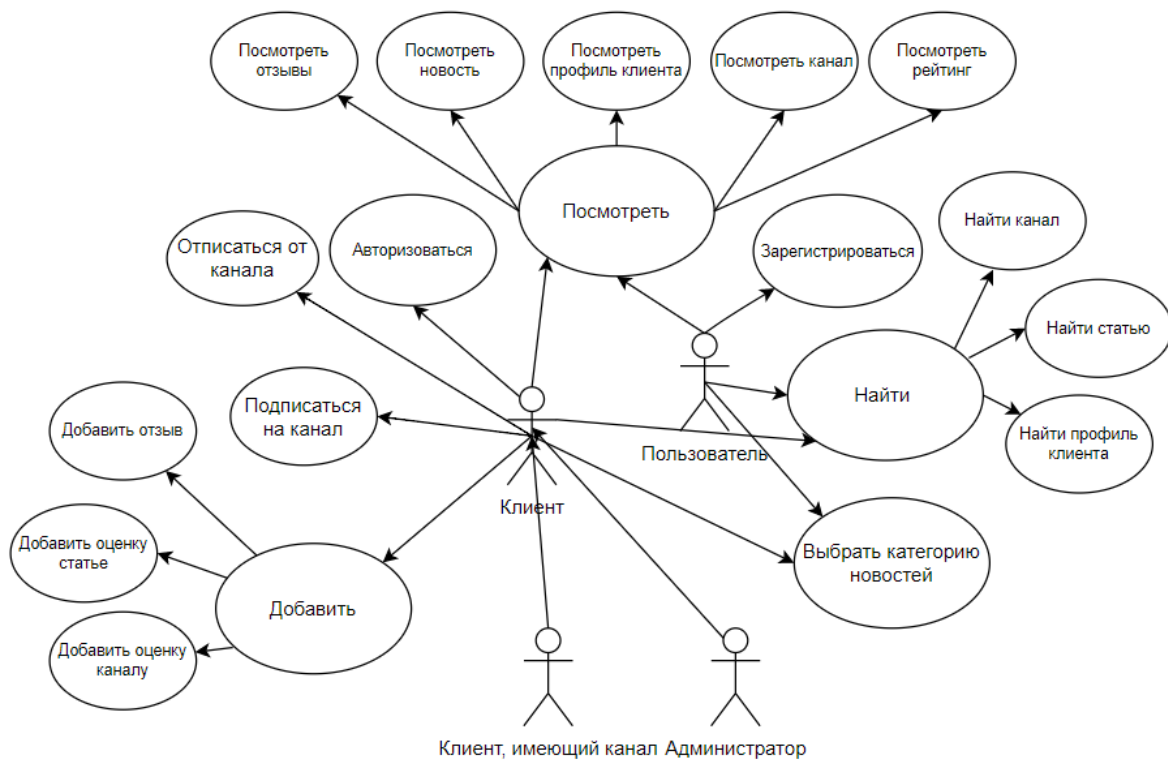 Посмотреть
отзывы
Посмотреть
новость
Посмотреть
профиль клиента
Посмотреть канал
Посмотреть
рейтинг
Посмотреть
Отписаться от
канала
Авторизоваться
Зарегистрироваться
Найти канал
Найти статью
Найти
Найти профиль
клиента
Подписаться
на канал
Добавить отзыв
Пользователь
Клиент
Выбрать категорию
новостей
Добавить оценку
статье
Добавить
Добавить оценку
каналу
Клиент, имеющий канал
Администратор